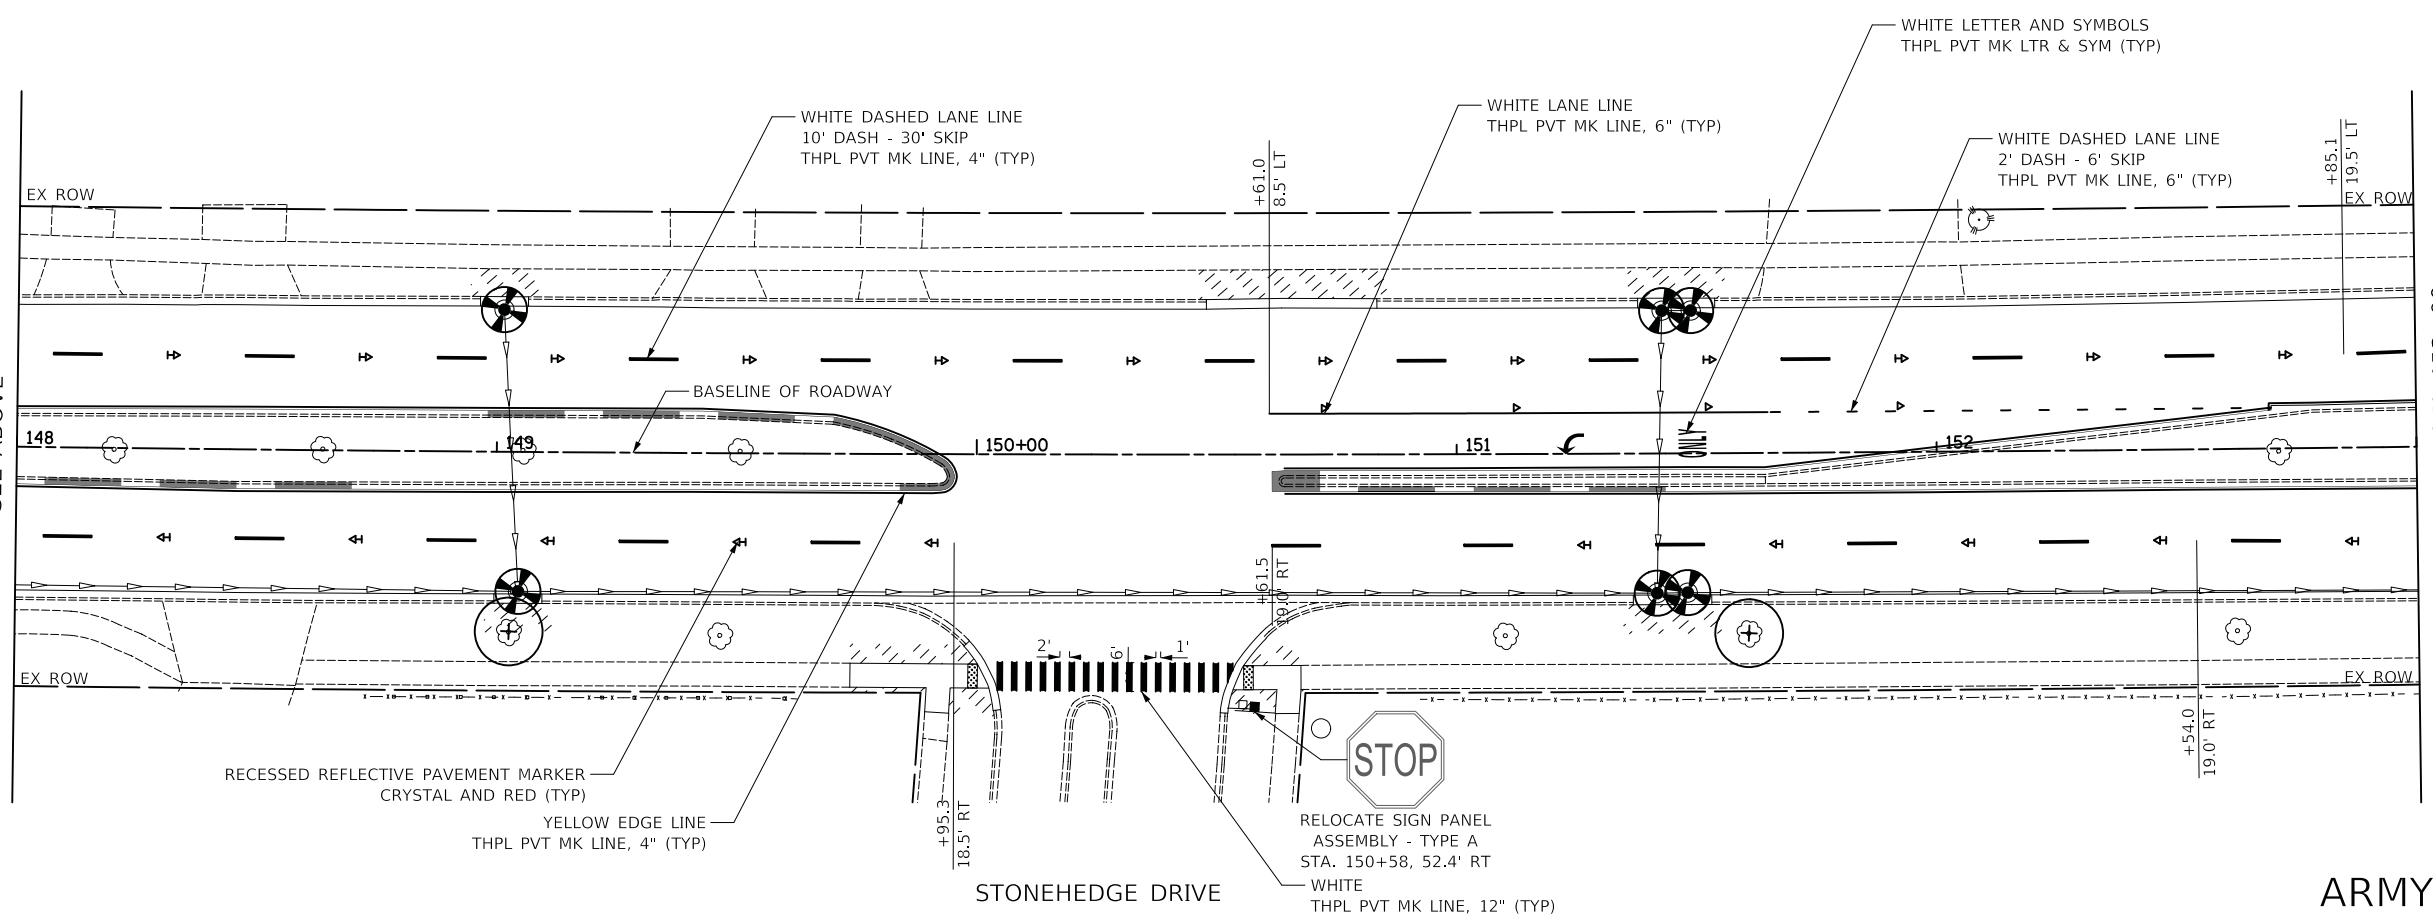 WHITE LETTER AND SYMBOLS
THPL PVT MK LTR & SYM (TYP)
WHITE DASHED LANE LINE
10' DASH - 30' SKIP
THPL PVT MK LINE, 4" (TYP)
WHITE LANE LINE
THPL PVT MK LINE, 6" (TYP)
WHITE DASHED LANE LINE
2' DASH - 6' SKIP
THPL PVT MK LINE, 6" (TYP)
+61.0
8.5' LT
+85.1
19.5' LT
EX ROW
EX ROW
BASELINE OF ROADWAY
148
149
150+00
151
ONLY
152
+61.5
19.0' RT
2'
6'
1'
EX ROW
EX ROW
STOP
RECESSED REFLECTIVE PAVEMENT MARKER
CRYSTAL AND RED (TYP)
YELLOW EDGE LINE
THPL PVT MK LINE, 4" (TYP)
+95.3
18.5' RT
+54.0
19.0' RT
RELOCATE SIGN PANEL
ASSEMBLY - TYPE A
STA. 150+58, 52.4' RT
STONEHEDGE DRIVE
WHITE
THPL PVT MK LINE, 12" (TYP)
ARMY